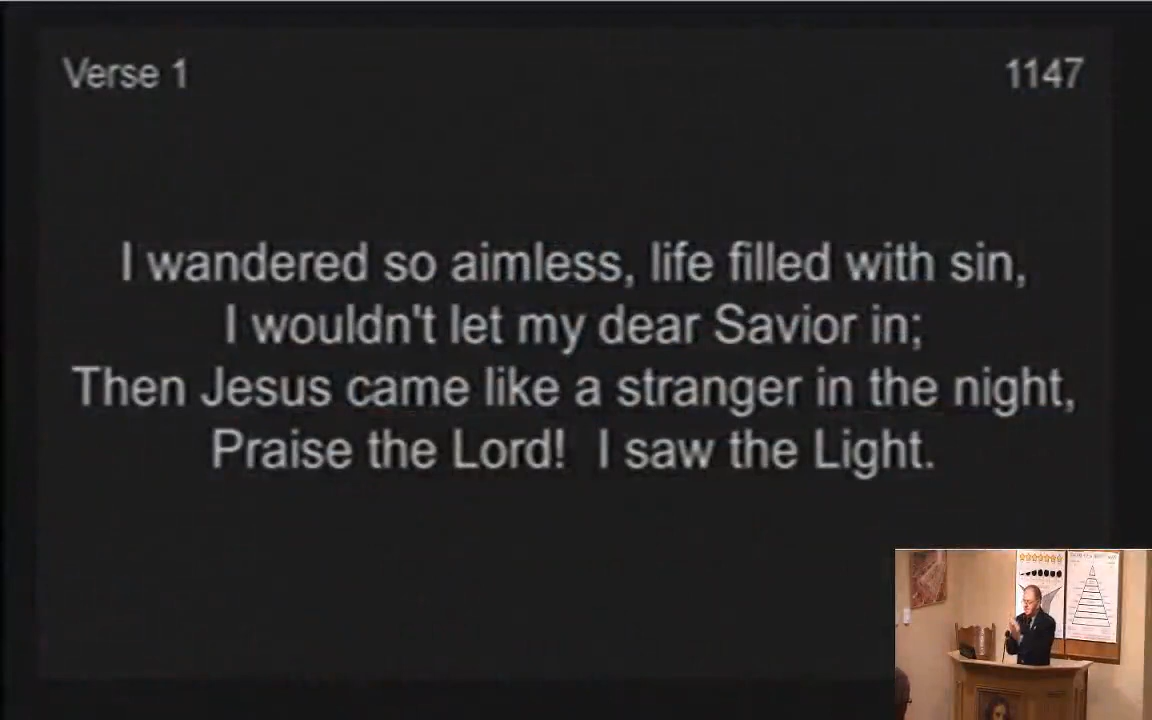 Verse 1
1147
I wandered so aimless, life filled with sin,
I wouldn't let my dear Savior in;
Then Jesus came like a stranger in the night,
Praise the Lord!  I saw the Light.